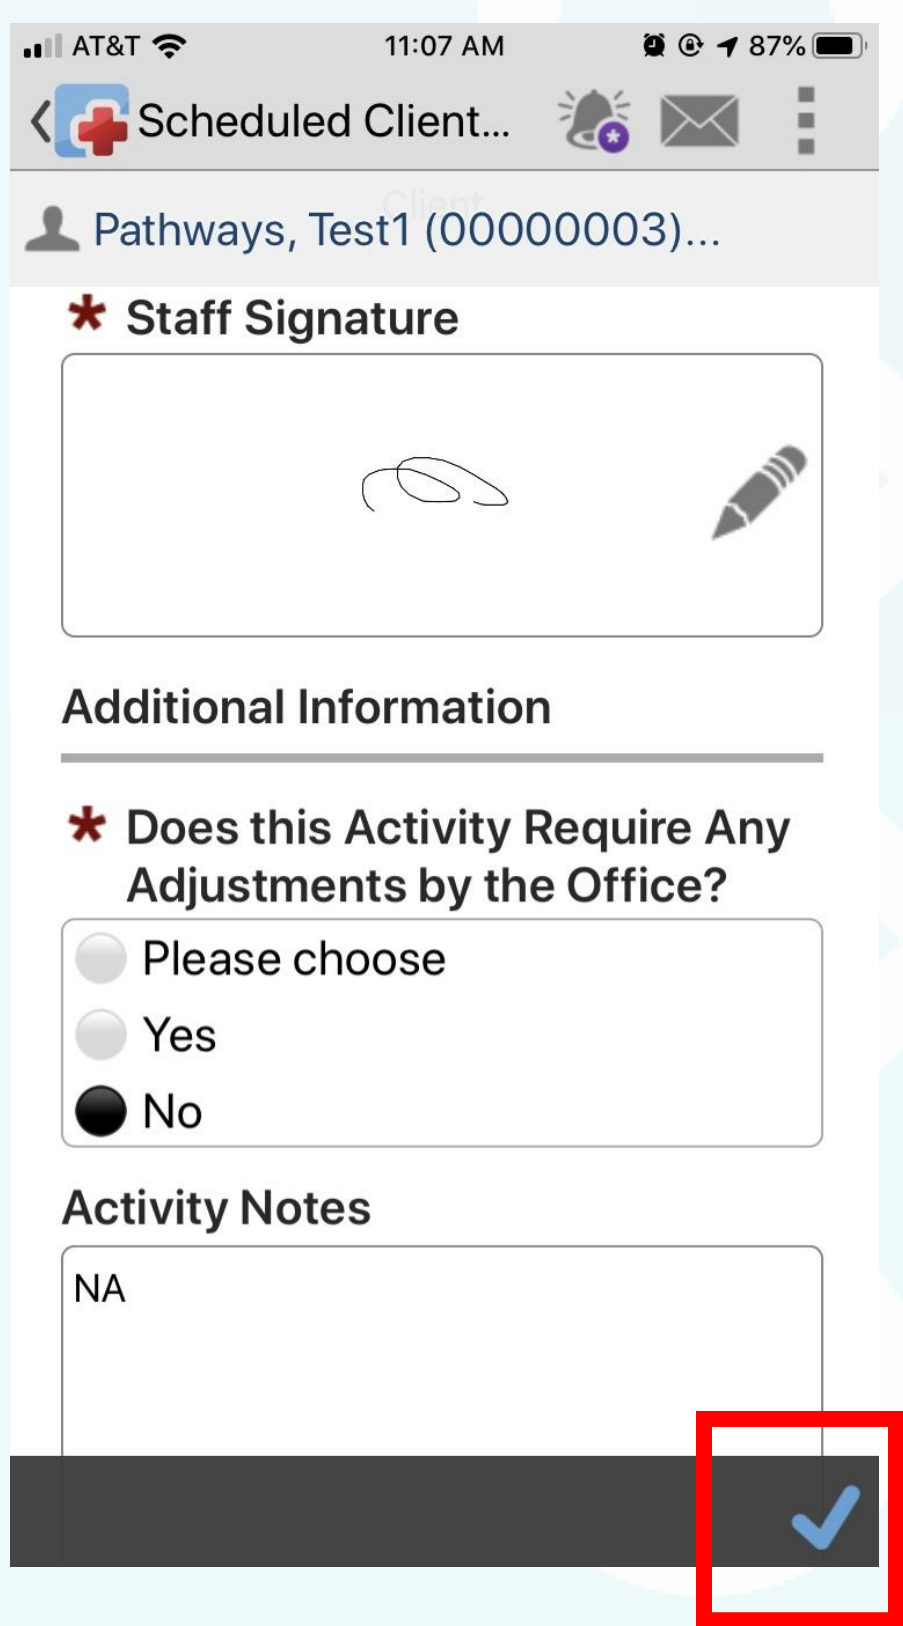 AT&T 11:07 AM 87%
Scheduled Client...
Client
Pathways, Test1 (00000003)...
* Staff Signature
Additional Information
* Does this Activity Require Any
Adjustments by the Office?
Please choose
Yes
No
Activity Notes
NA